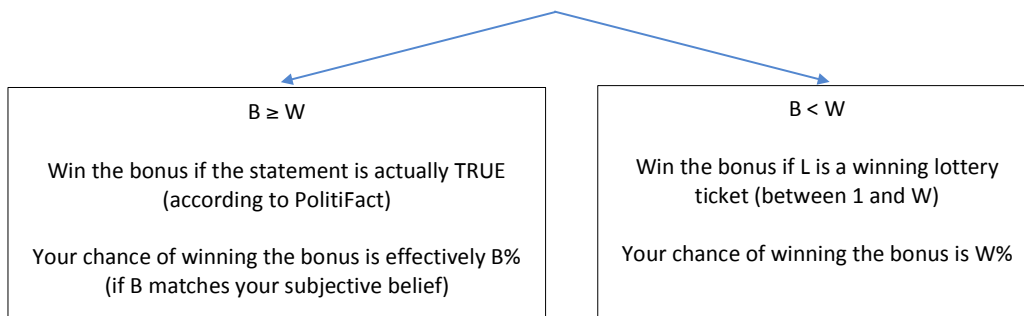 B ≥ W
Win the bonus if the statement is actually TRUE
(according to PolitiFact)
Your chance of winning the bonus is effectively B%
(if B matches your subjective belief)
B < W
Win the bonus if L is a winning lottery
ticket (between 1 and W)
Your chance of winning the bonus is W%